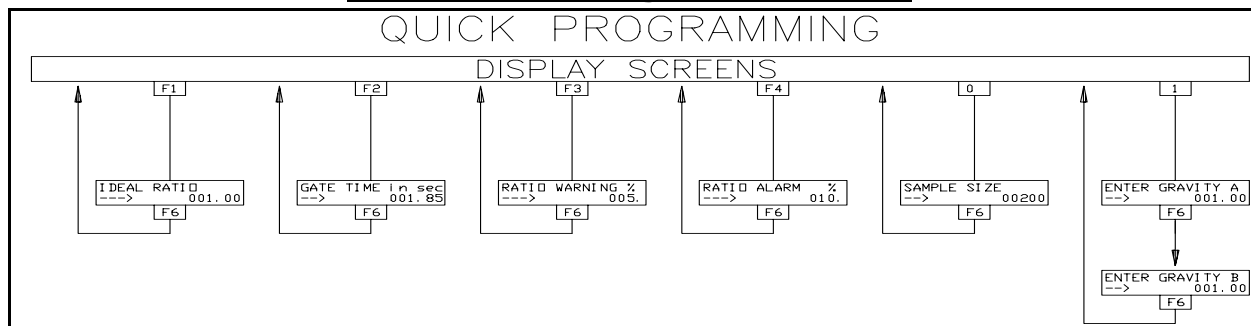 QUICK PROGRAMMING
DISPLAY SCREENS
F1 F2 F3 F4 0 1
IDEAL RATIO
---> 001.00
F6
GATE TIME in sec
--> 001.85
F6
RATIO WARNING %
---> 005.
F6
RATIO ALARM %
---> 010.
F6
SAMPLE SIZE
--> 00200
F6
ENTER GRAVITY A
--> 001.00
F6
ENTER GRAVITY B
--> 001.00
F6